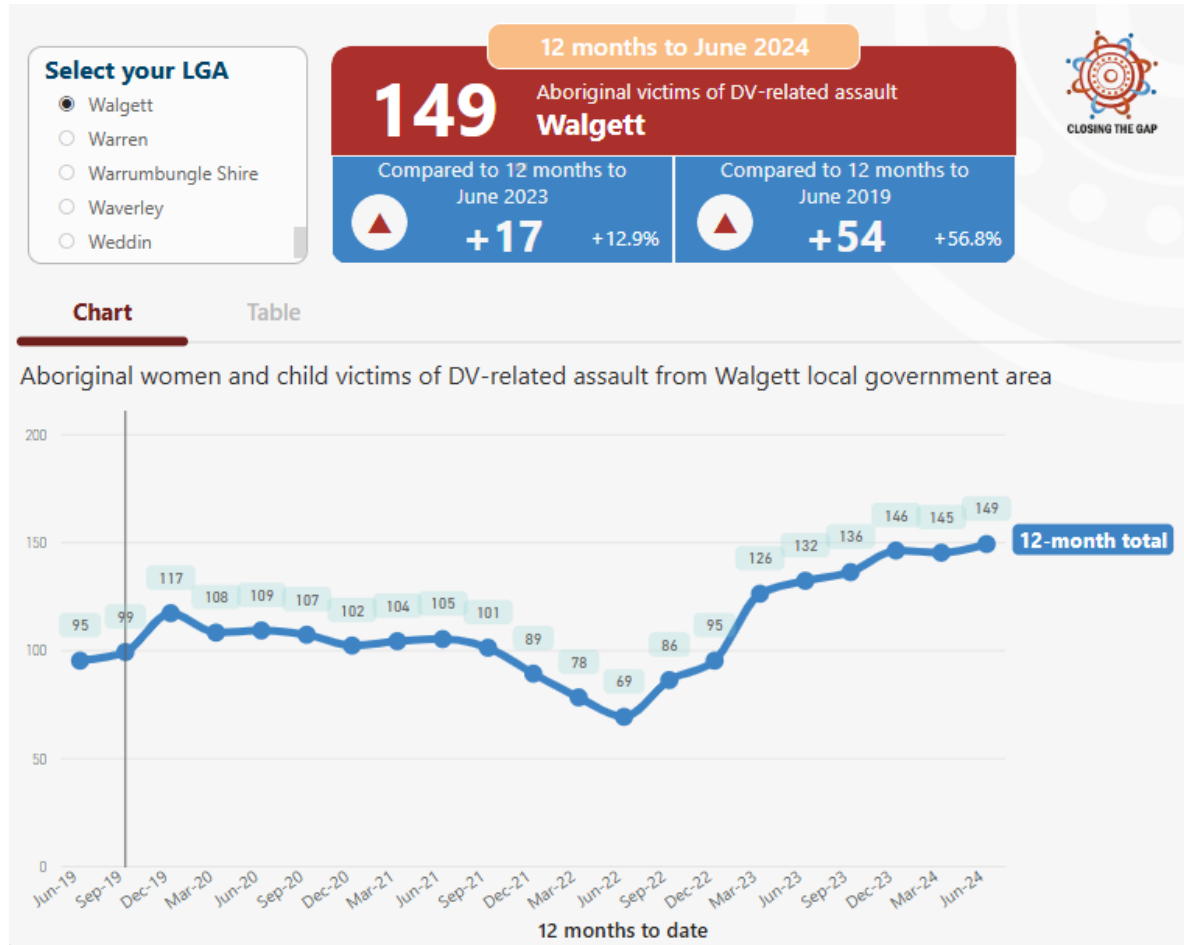 Select your LGA
Walgett
Warren
Warrumbungle Shire
Waverley
Weddin
12 months to June 2024
149
Aboriginal victims of DV-related assault
Walgett
Compared to 12 months to
June 2023
+17 +12.9%
Compared to 12 months to
June 2019
+54 +56.8%
CLOSING THE GAP
Chart Table
Aboriginal women and child victims of DV-related assault from Walgett local government area
200
150
100
50
0
95 99 117 108 109 107 102 104 105 101 89 78 69 86 95 126 132 136 146 145 149
12-month total
Jun-19 Sep-19 Dec-19 Mar-20 Jun-20 Sep-20 Dec-20 Mar-21 Jun-21 Sep-21 Dec-21 Mar-22 Jun-22 Sep-22 Dec-22 Mar-23 Jun-23 Sep-23 Dec-23 Mar-24 Jun-24
12 months to date